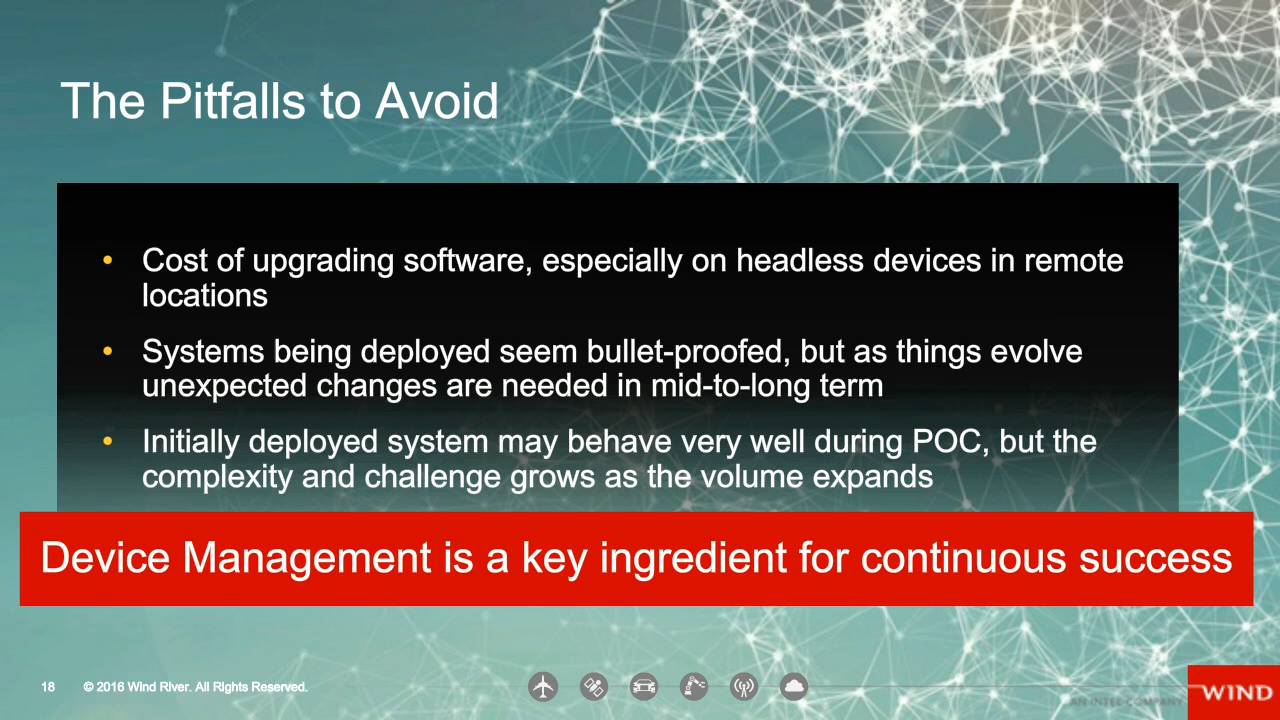 The Pitfalls to Avoid
• Cost of upgrading software, especially on headless devices in remote
locations
• Systems being deployed seem bullet-proofed, but as things evolve
unexpected changes are needed in mid-to-long term
• Initially deployed system may behave very well during POC, but the
complexity and challenge grows as the volume expands
Device Management is a key ingredient for continuous success
18 © 2016 Wind River. All Rights Reserved.
AN INTEL COMPANY
WIND